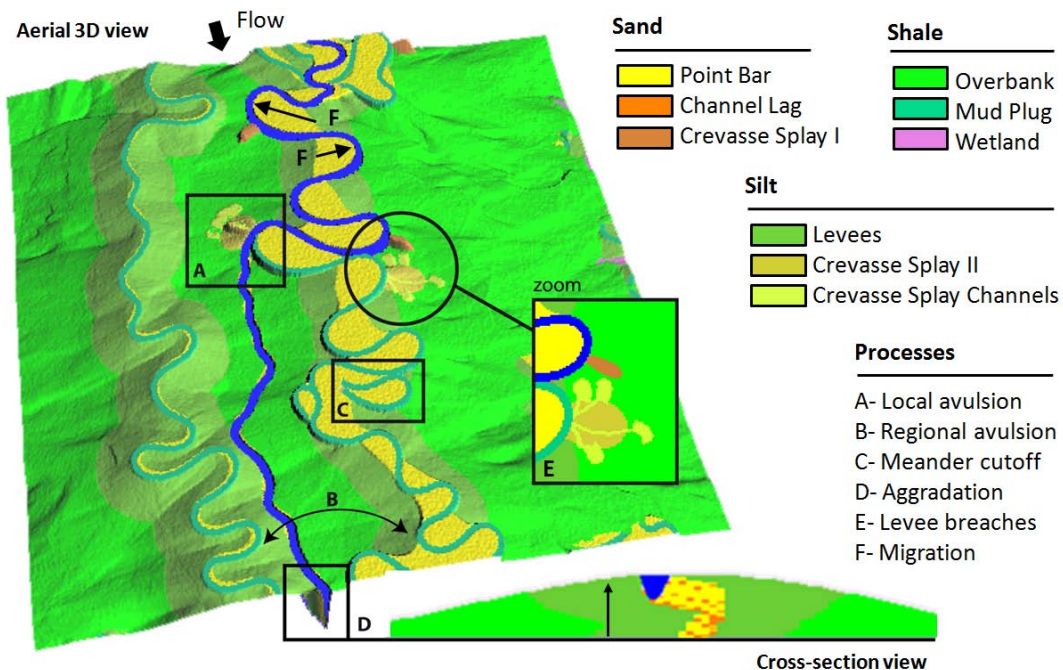 Aerial 3D view
Flow
Sand
Point Bar
Channel Lag
Crevasse Splay I
Shale
Overbank
Mud Plug
Wetland
Silt
Levees
Crevasse Splay II
Crevasse Splay Channels
F
F
A
zoom
E
C
B
D
Processes
A- Local avulsion
B- Regional avulsion
C- Meander cutoff
D- Aggradation
E- Levee breaches
F- Migration
Cross-section view